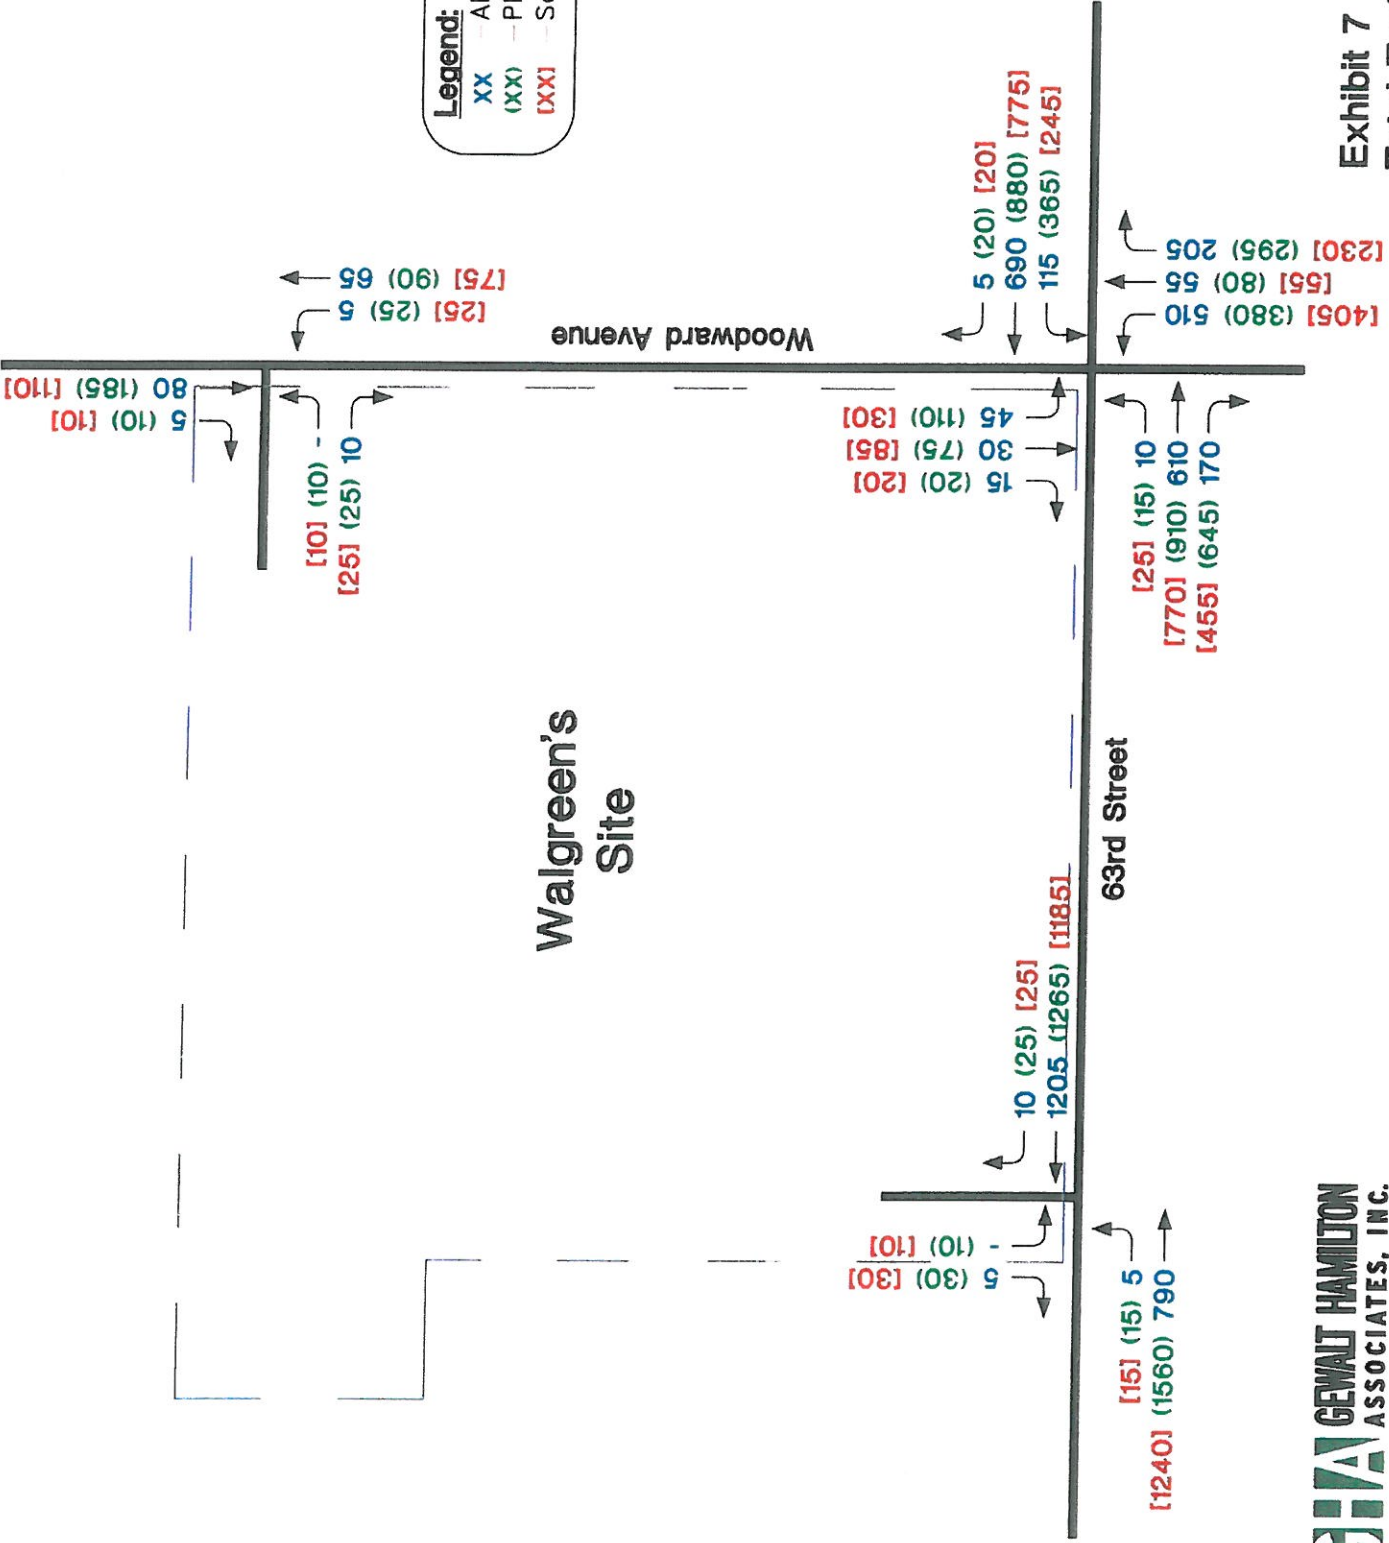 Legend:
XX
(XX)
[XX]
5 (20) [20]
690 (880) [775]
115 (365) [245]
65 (90) [75]
5 (25) [25]
Woodward Avenue
80 (185) [110]
5 (10) [10]
[10] (10) -
[25] (25) 10
45 (110) [30]
30 (75) [85]
15 (20) [20]
205 (295) [230]
55 (80) [55]
510 (380) [405]
[25] (15) 10
[770] (910) 610
[455] (645) 170
Walgreen's
Site
63rd Street
10 (25) [25]
1205 (1265) [1185]
- (10) [10]
5 (30) [30]
[15] (15) 5
[1240] (1560) 790
Exhibit 7
GEWALT HAMILTON
ASSOCIATES, INC.